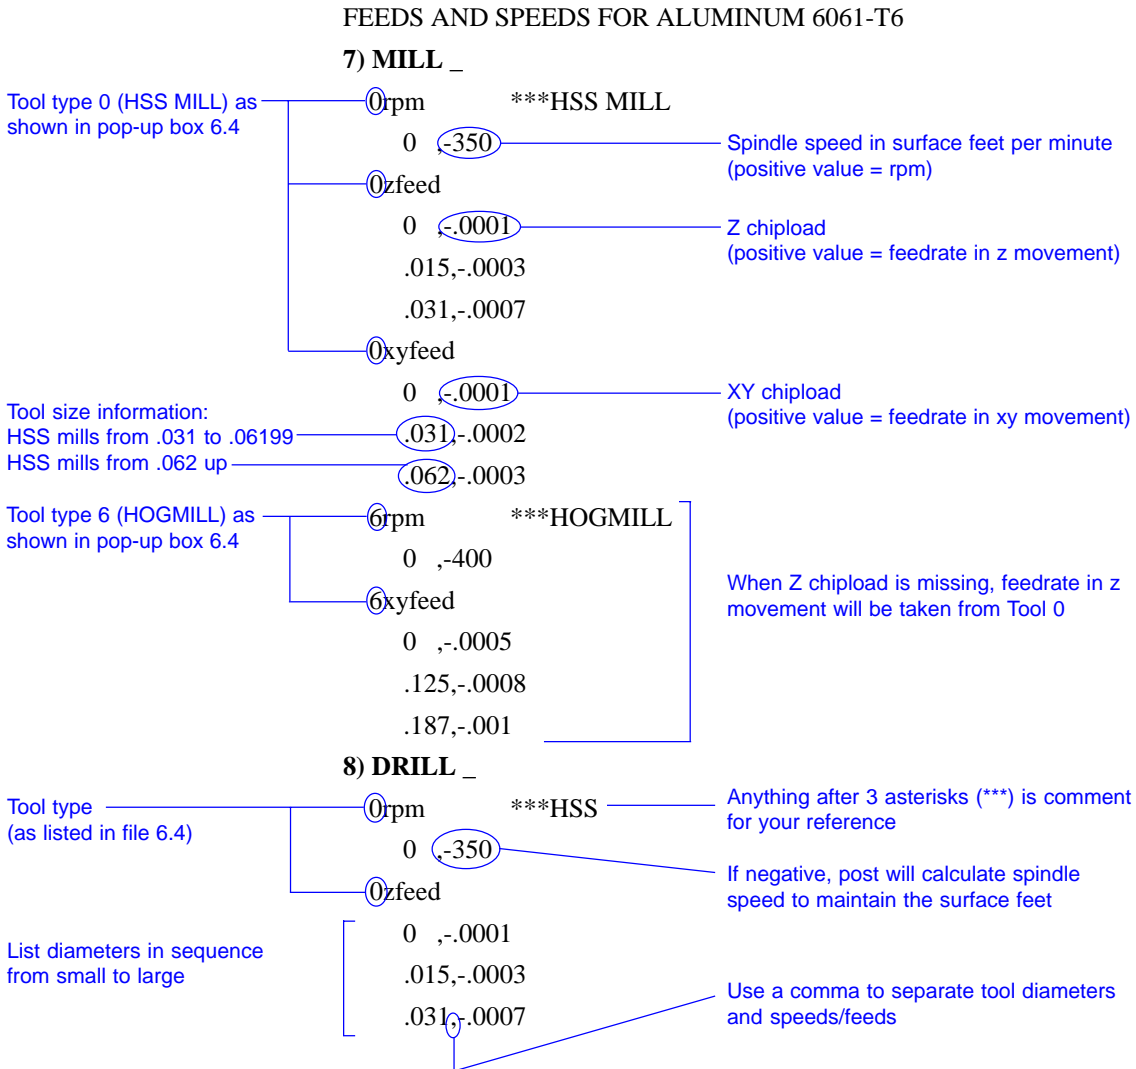 FEEDS AND SPEEDS FOR ALUMINUM 6061-T6
7) MILL _
Tool type 0 (HSS MILL) as
shown in pop-up box 6.4
0rpm ***HSS MILL
0 ,-350
Spindle speed in surface feet per minute
(positive value = rpm)
0zfeed
0 ,-.0001
Z chipload
(positive value = feedrate in z movement)
.015,-.0003
.031,-.0007
0xyfeed
0 ,-.0001
XY chipload
(positive value = feedrate in xy movement)
Tool size information:
HSS mills from .031 to .06199
HSS mills from .062 up
.031,-.0002
.062,-.0003
Tool type 6 (HOGMILL) as
shown in pop-up box 6.4
6rpm ***HOGMILL
0 ,-400
6xyfeed
When Z chipload is missing, feedrate in z
movement will be taken from Tool 0
0 ,-.0005
.125,-.0008
.187,-.001
8) DRILL _
Tool type
(as listed in file 6.4)
0rpm ***HSS
Anything after 3 asterisks (***) is comment
for your reference
0 ,-350
If negative, post will calculate spindle
speed to maintain the surface feet
0zfeed
0 ,-.0001
List diameters in sequence
from small to large
.015,-.0003
.031,-.0007
Use a comma to separate tool diameters
and speeds/feeds